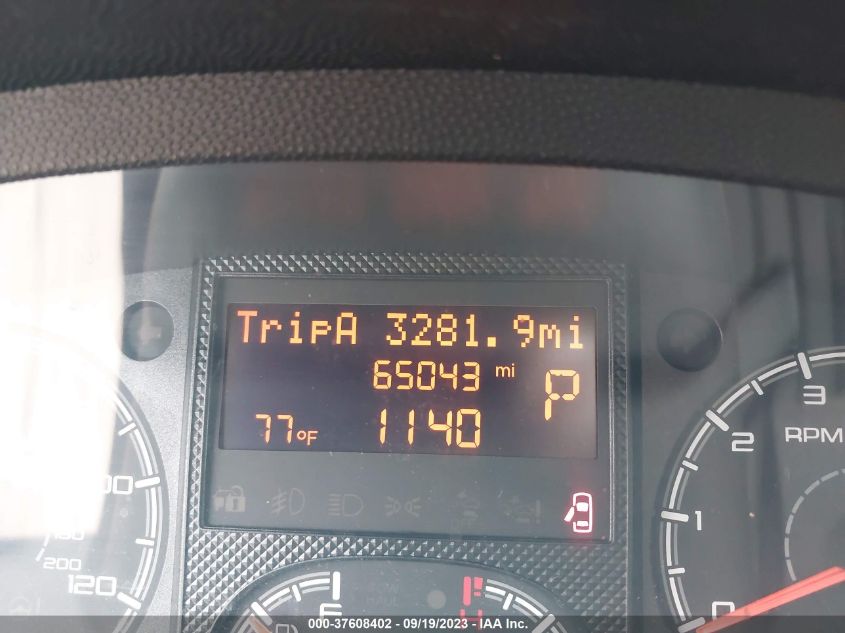 TripA 3281.9mi
65043 mi
P
77°F 1140
3
2
RPM
1
0
200
120
E
H
000-37608402 - 09/19/2023 - IAA Inc.